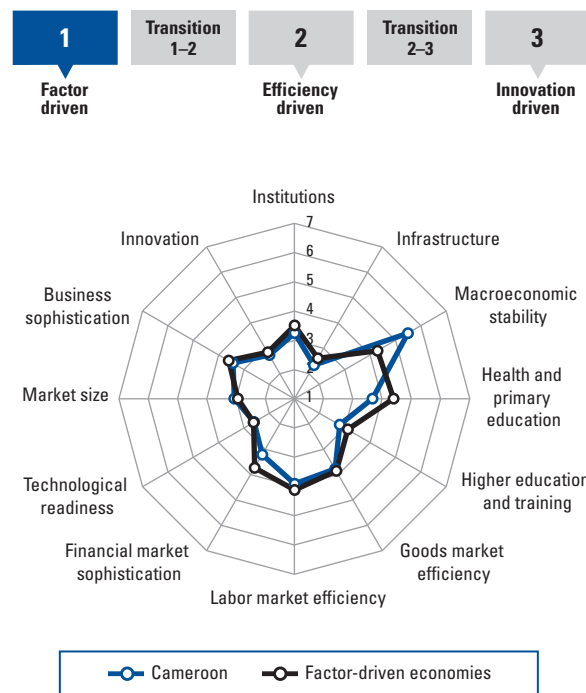 1
Transition
1–2
2
Transition
2–3
3
Factor
driven
Efficiency
driven
Innovation
driven
Institutions
7
6
5
4
3
2
1
Infrastructure
Macroeconomic
stability
Health and
primary
education
Higher education
and training
Goods market
efficiency
Labor market efficiency
Financial market
sophistication
Technological
readiness
Market size
Business
sophistication
Innovation
Cameroon
Factor-driven economies